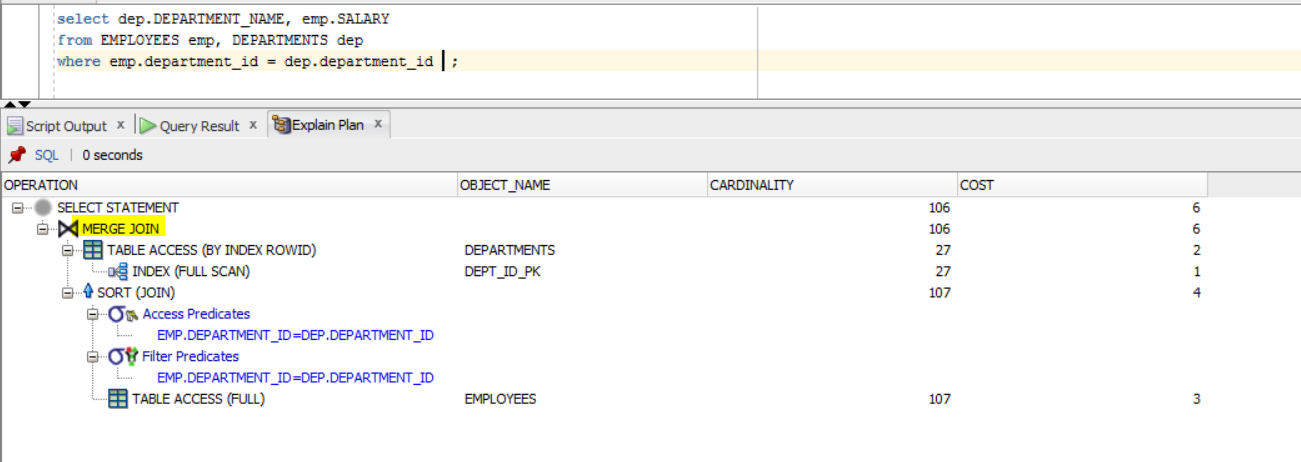 select dep.DEPARTMENT_NAME, emp.SALARY
from EMPLOYEES emp, DEPARTMENTS dep
where emp.department_id = dep.department_id ;
Script Output x Query Result x Explain Plan x
SQL | 0 seconds
OPERATION OBJECT_NAME CARDINALITY COST
SELECT STATEMENT 106 6
MERGE JOIN 106 6
TABLE ACCESS (BY INDEX ROWID) DEPARTMENTS 27 2
INDEX (FULL SCAN) DEPT_ID_PK 27 1
SORT (JOIN) 107 4
Access Predicates
EMP.DEPARTMENT_ID=DEP.DEPARTMENT_ID
Filter Predicates
EMP.DEPARTMENT_ID=DEP.DEPARTMENT_ID
TABLE ACCESS (FULL) EMPLOYEES 107 3